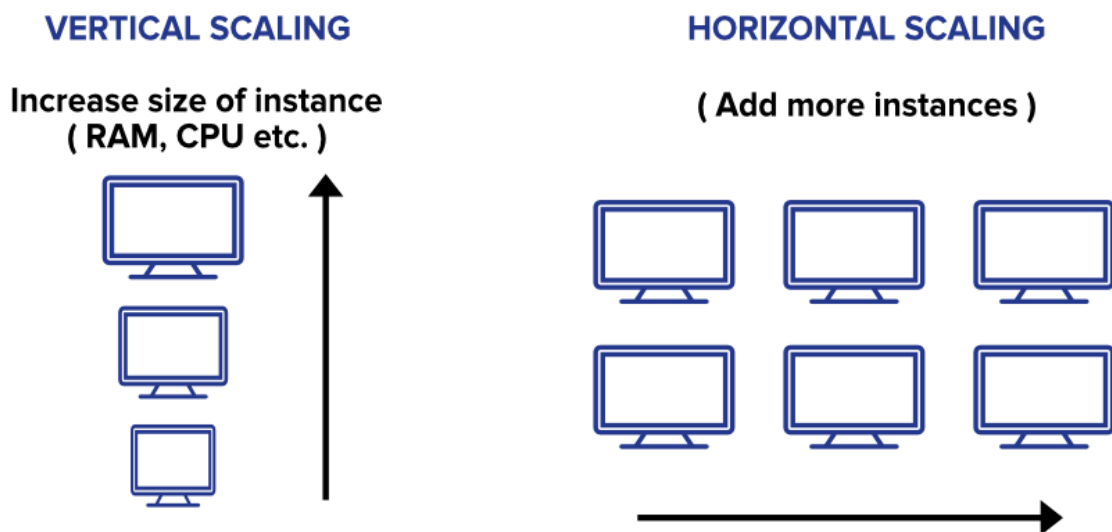 VERTICAL SCALING
Increase size of instance
( RAM, CPU etc. )
HORIZONTAL SCALING
( Add more instances )